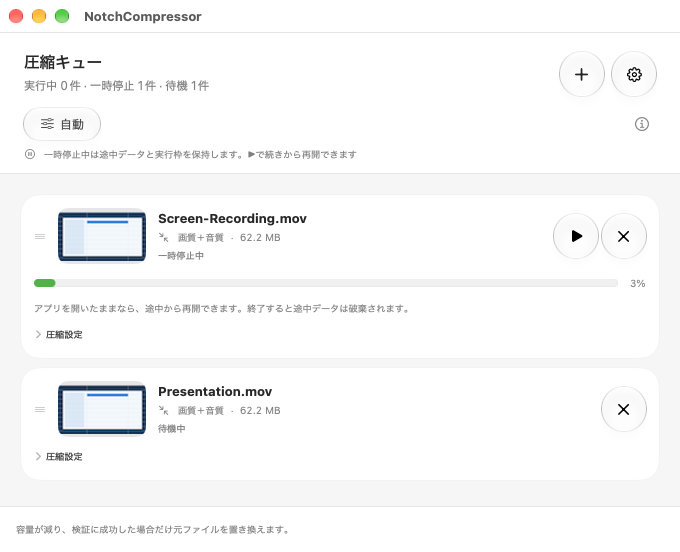 NotchCompressor
圧縮キュー
実行中 0 件 · 一時停止 1 件 · 待機 1 件
自動
一時停止中は途中データと実行枠を保持します。▶で続きから再開できます
Screen-Recording.mov
画質＋音質 · 62.2 MB
一時停止中
3%
アプリを開いたままなら、途中から再開できます。終了すると途中データは破棄されます。
圧縮設定
Presentation.mov
画質＋音質 · 62.2 MB
待機中
圧縮設定
容量が減り、検証に成功した場合だけ元ファイルを置き換えます。